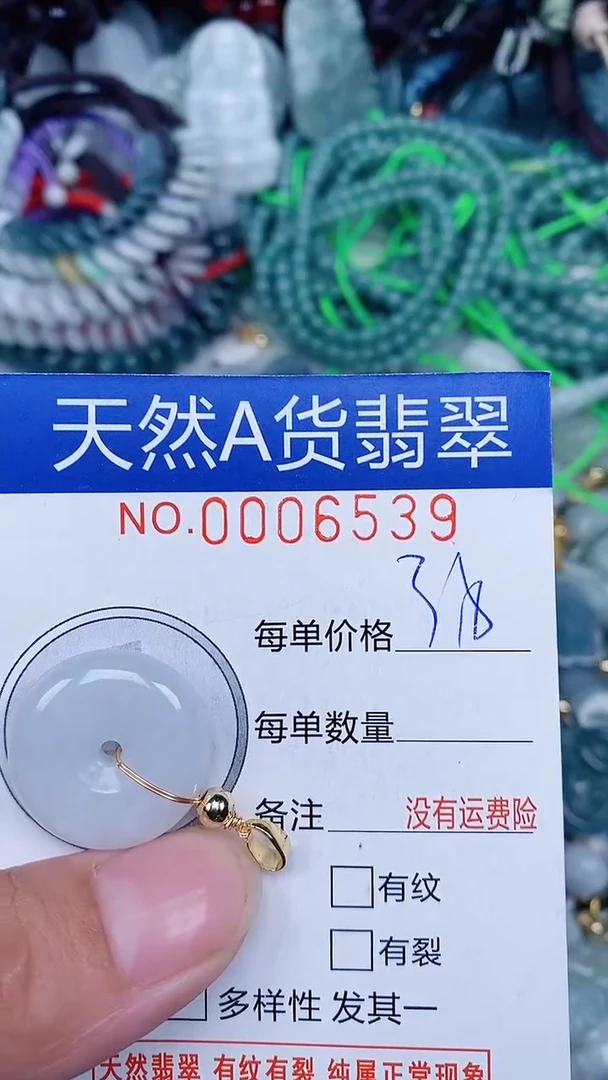 天然A货翡翠
NO.0006539
每单价格
每单数量
备注 没有运费险
有纹
有裂
多样性 发其一
天然翡翠 有纹有裂 纯属正常现象